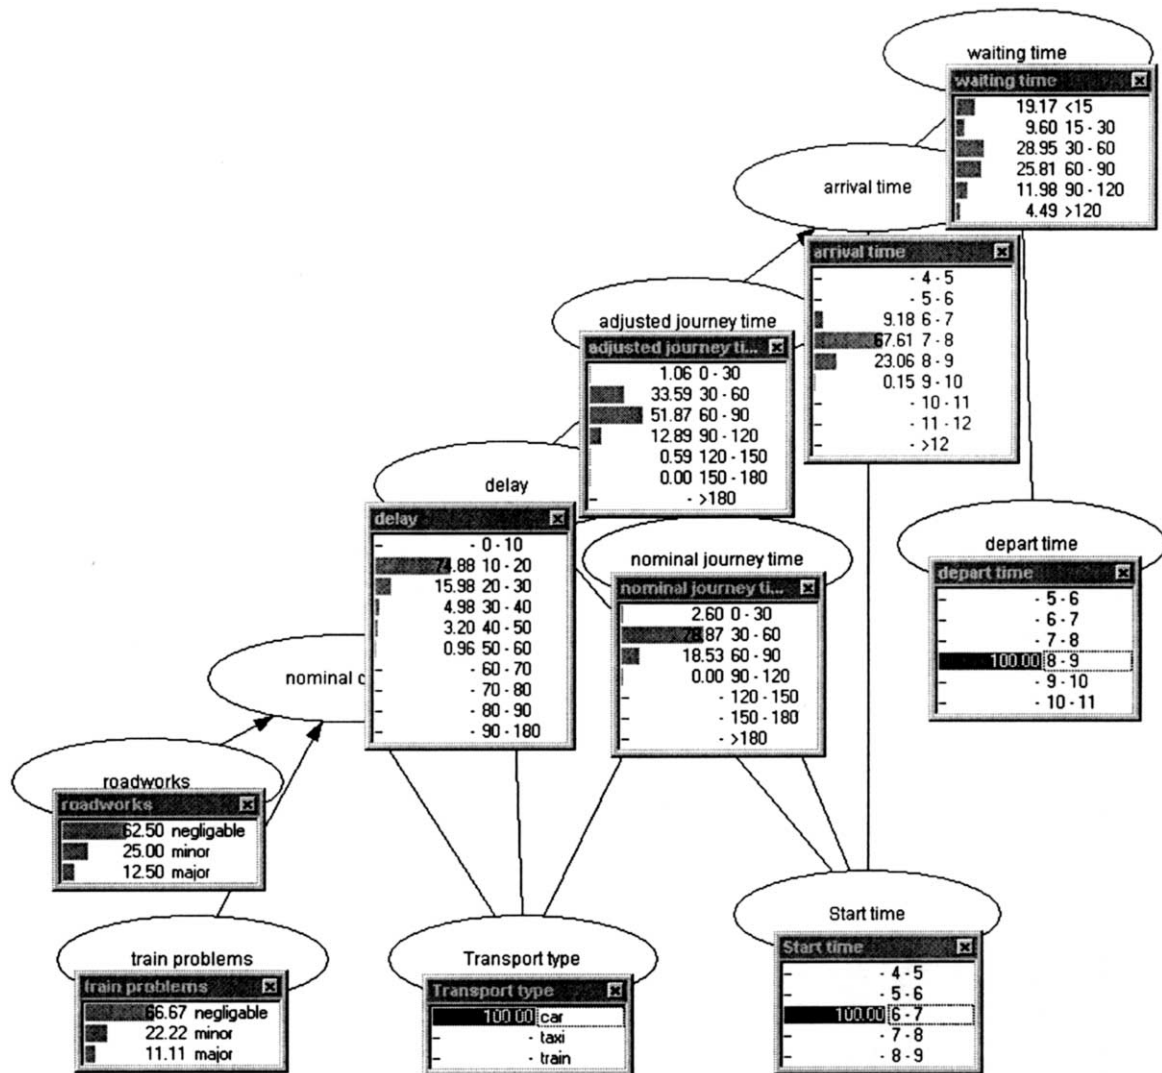 waiting time
waiting time
19.17 <15
9.60 15 - 30
28.95 30 - 60
25.81 60 - 90
11.98 90 - 120
4.49 >120
arrival time
arrival time
- 4 - 5
- 5 - 6
9.18 6 - 7
67.61 7 - 8
23.06 8 - 9
0.15 9 - 10
- 10 - 11
- 11 - 12
- >12
adjusted journey time
adjusted journey ti...
1.06 0 - 30
33.59 30 - 60
51.87 60 - 90
12.89 90 - 120
0.59 120 - 150
0.00 150 - 180
- >180
delay
delay
- 0 - 10
74.88 10 - 20
15.98 20 - 30
4.98 30 - 40
3.20 40 - 50
0.96 50 - 60
- 60 - 70
- 70 - 80
- 80 - 90
- 90 - 180
nominal journey time
nominal journey ti...
2.60 0 - 30
78.87 30 - 60
18.53 60 - 90
0.00 90 - 120
- 120 - 150
- 150 - 180
- >180
depart time
depart time
- 5 - 6
- 6 - 7
- 7 - 8
100.00 8 - 9
- 9 - 10
- 10 - 11
nominal
roadworks
roadworks
62.50 negligable
25.00 minor
12.50 major
train problems
train problems
66.67 negligable
22.22 minor
11.11 major
Transport type
Transport type
100.00 car
- taxi
- train
Start time
Start time
- 4 - 5
- 5 - 6
100.00 6 - 7
- 7 - 8
- 8 - 9